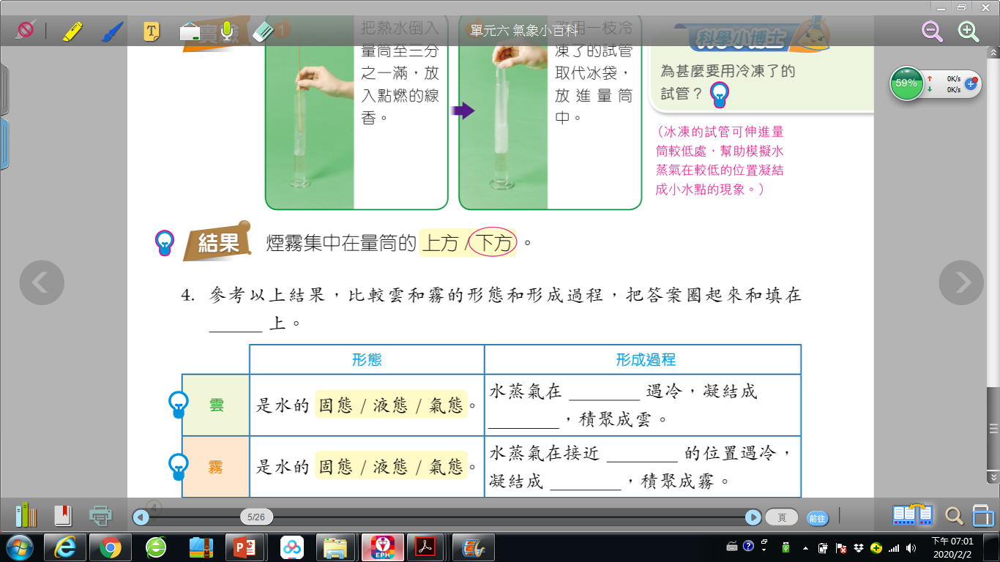 單元六 氣象小百科
實驗
1
把熱水倒入
量筒至三分
之一滿，放
入點燃的線
香。
用一枝冷
凍了的試管
取代冰袋，
放進量筒
中。
科學小博士
為甚麼要用冷凍了的
試管？
（冰凍的試管可伸進量
筒較低處，幫助模擬水
蒸氣在較低的位置凝結
成小水點的現象。）
59%
0K/s
0K/s
結果 煙霧集中在量筒的 上方 / 下方 。
4. 參考以上結果，比較雲和霧的形態和形成過程，把答案圈起來和填在
______ 上。
形態 形成過程
雲 是水的 固態 / 液態 / 氣態 。
水蒸氣在 ________ 遇冷，凝結成
________ ，積聚成雲。
霧 是水的 固態 / 液態 / 氣態 。
水蒸氣在接近 ________ 的位置遇冷，
凝結成 ________ ，積聚成霧。
4
5/26
頁
前往
EPH
下午 07:01
2020/2/2